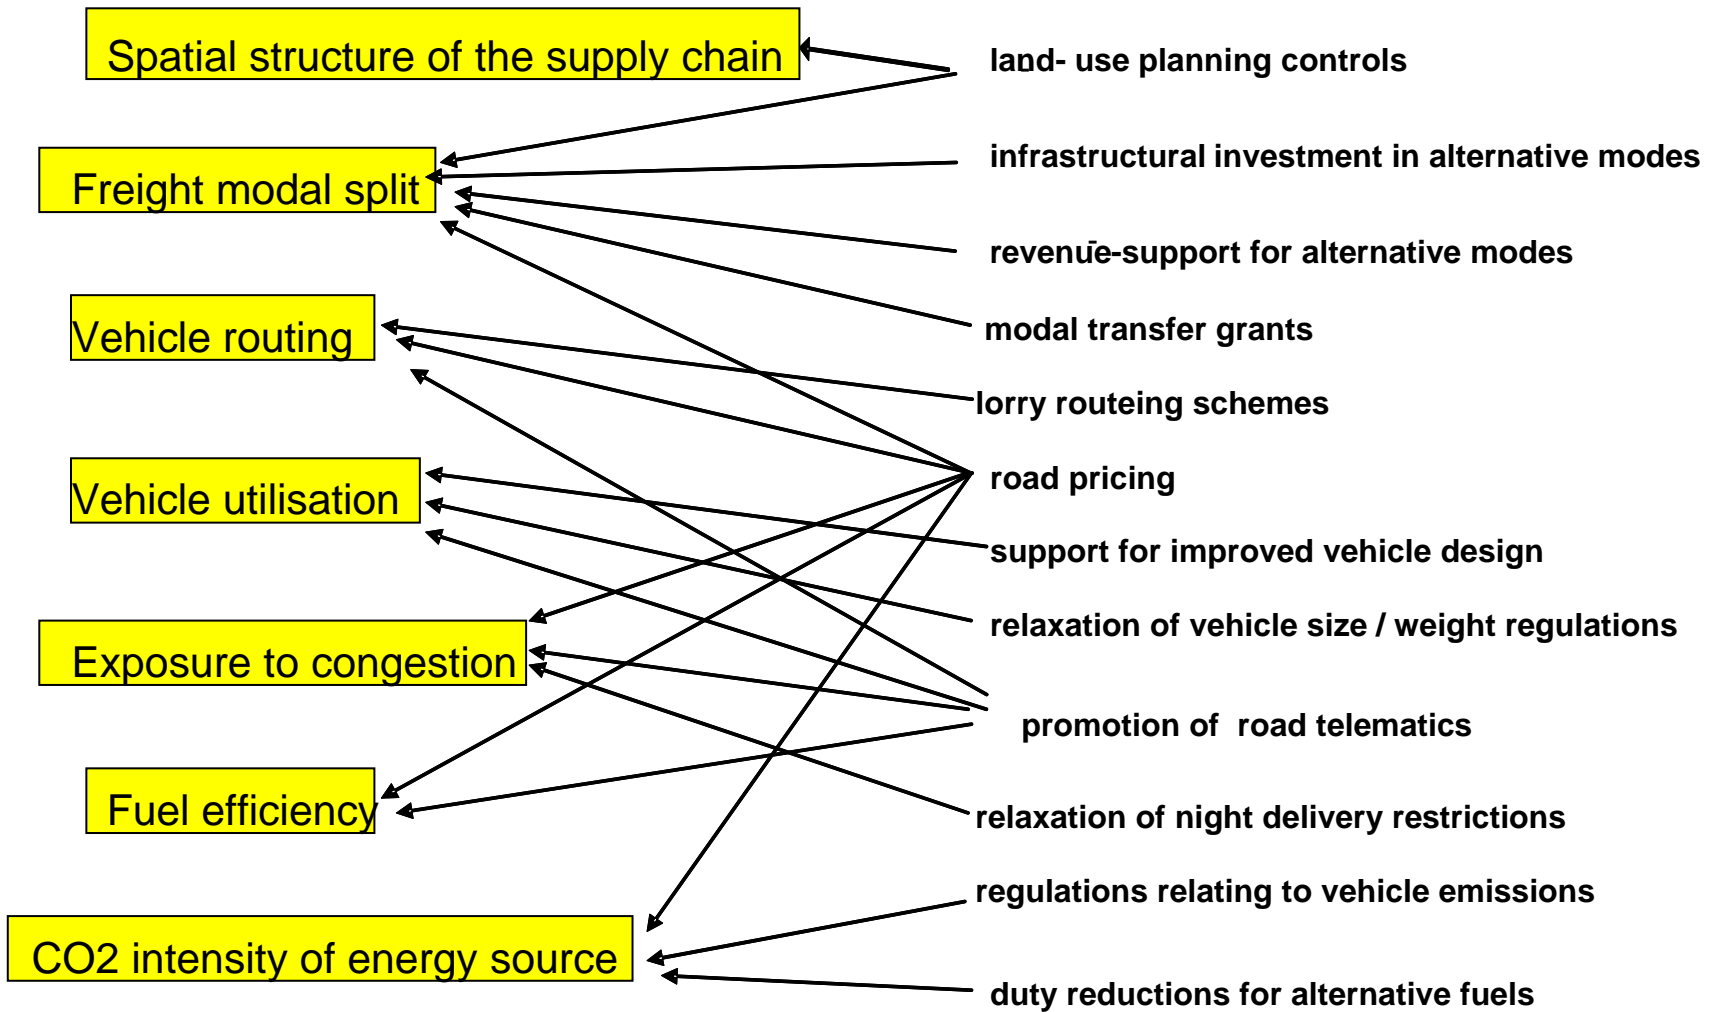 Spatial structure of the supply chain
land- use planning controls
infrastructural investment in alternative modes
Freight modal split
revenue-support for alternative modes
Vehicle routing
modal transfer grants
lorry routeing schemes
road pricing
Vehicle utilisation
support for improved vehicle design
relaxation of vehicle size / weight regulations
Exposure to congestion
promotion of road telematics
Fuel efficiency
relaxation of night delivery restrictions
regulations relating to vehicle emissions
CO2 intensity of energy source
duty reductions for alternative fuels